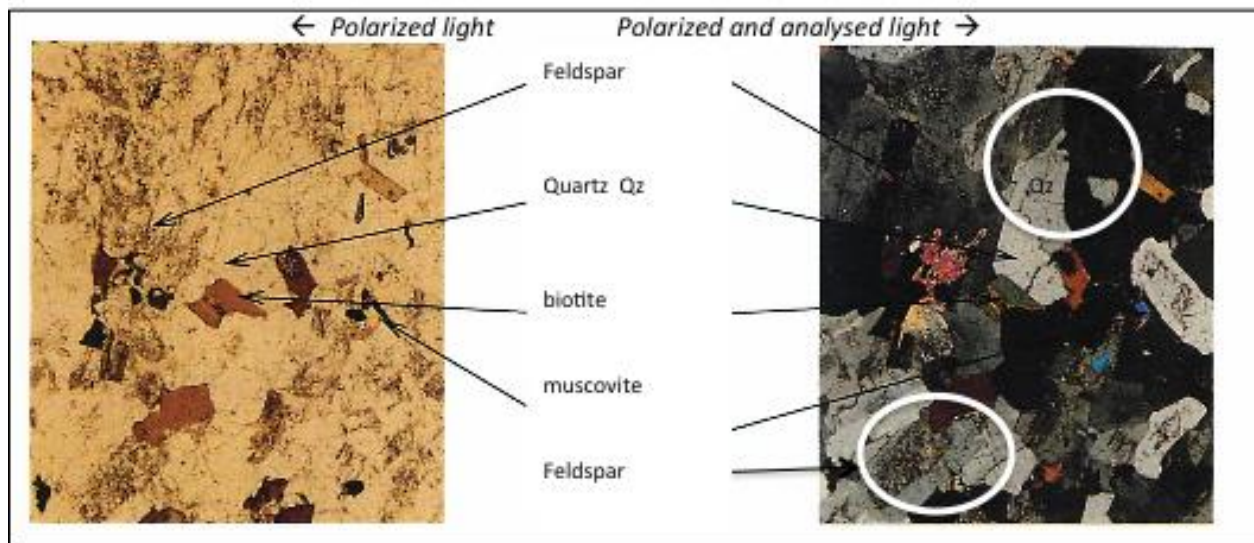 ← Polarized light
Polarized and analysed light →
Feldspar
Quartz Qz
biotite
muscovite
Feldspar
Qz